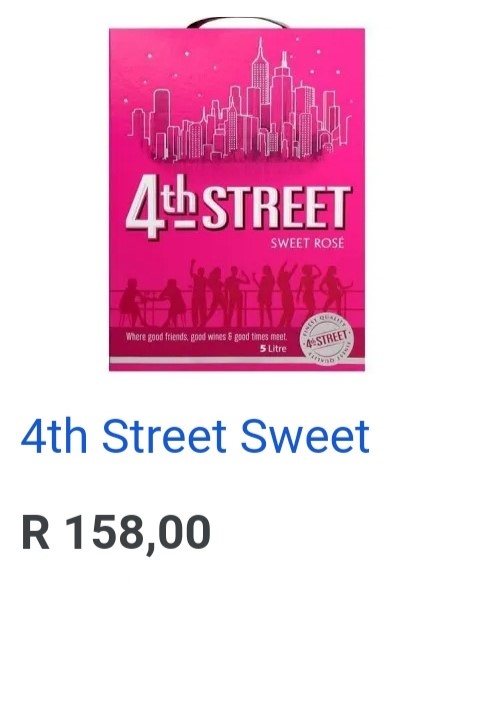 4th STREET
SWEET ROSÉ
Where good friends, good wines & good times meet.
5 Litre
FINEST QUALITY
4th STREET
4th Street Sweet
R 158,00